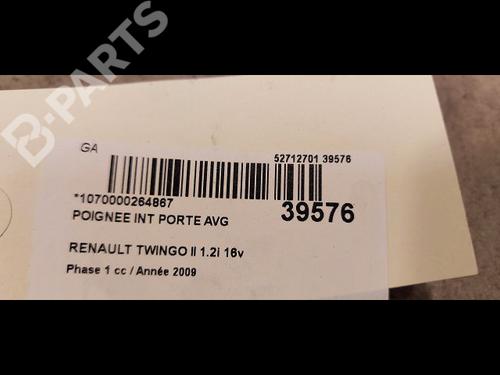 B-PARTS
GA
52712701 39576
*1070000264867
39576
POIGNEE INT PORTE AVG
RENAULT TWINGO II 1.2i 16v
Phase 1 cc / Année 2009